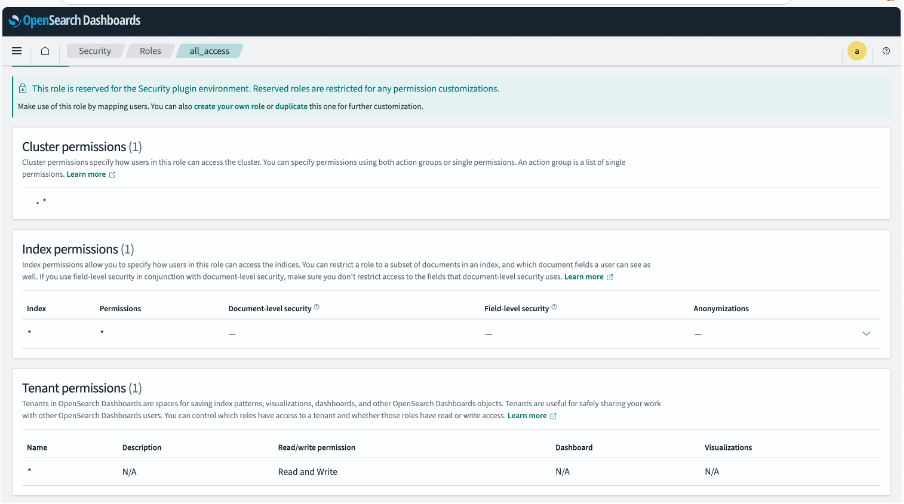 OpenSearch Dashboards
Security
Roles
all_access
a
This role is reserved for the Security plugin environment. Reserved roles are restricted for any permission customizations.
Make use of this role by mapping users. You can also create your own role or duplicate this one for further customization.
Cluster permissions (1)
Cluster permissions specify how users in this role can access the cluster. You can specify permissions using both action groups or single permissions. An action group is a list of single
permissions. Learn more
• *
Index permissions (1)
Index permissions allow you to specify how users in this role can access the indices. You can restrict a role to a subset of documents in an index, and which document fields a user can see as
well. If you use field-level security in conjunction with document-level security, make sure you don't restrict access to the fields that document-level security uses. Learn more
Index Permissions Document-level security Field-level security Anonymizations
* * — — —
Tenant permissions (1)
Tenants in OpenSearch Dashboards are spaces for saving index patterns, visualizations, dashboards, and other OpenSearch Dashboards objects. Tenants are useful for safely sharing your work
with other OpenSearch Dashboards users. You can control which roles have access to a tenant and whether those roles have read or write access. Learn more
Name Description Read/write permission Dashboard Visualizations
* N/A Read and Write N/A N/A